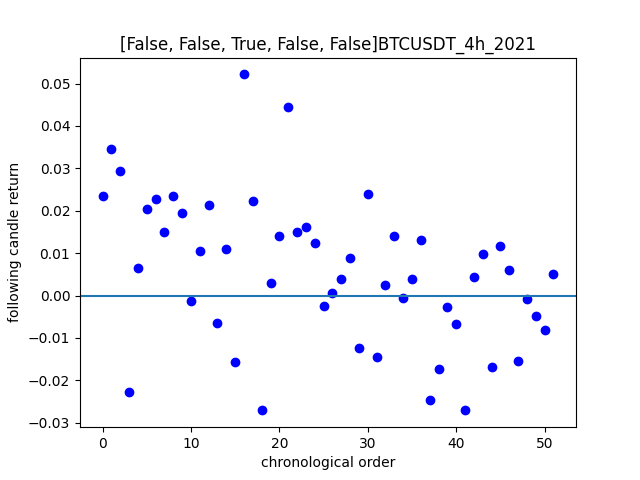 [False, False, True, False, False]BTCUSDT_4h_2021
following candle return
0.05
0.04
0.03
0.02
0.01
0.00
−0.01
−0.02
−0.03
0 10 20 30 40 50
chronological order